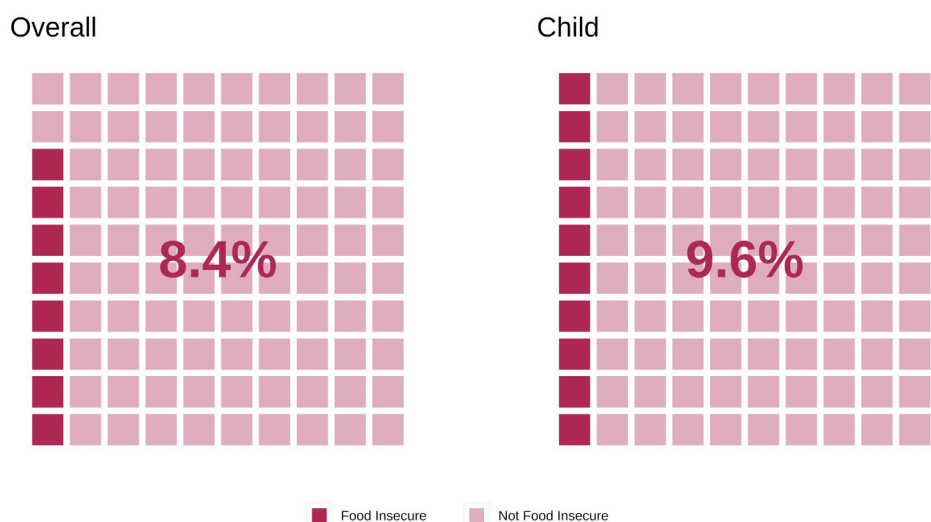 Overall
Child
8.4%
9.6%
Food Insecure
Not Food Insecure